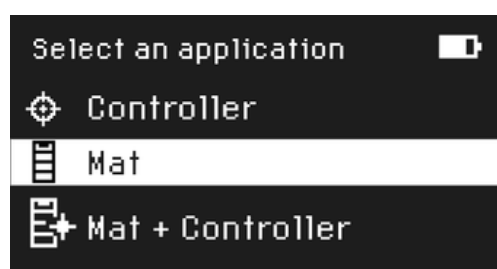 Select an application
Controller
Mat
Mat + Controller